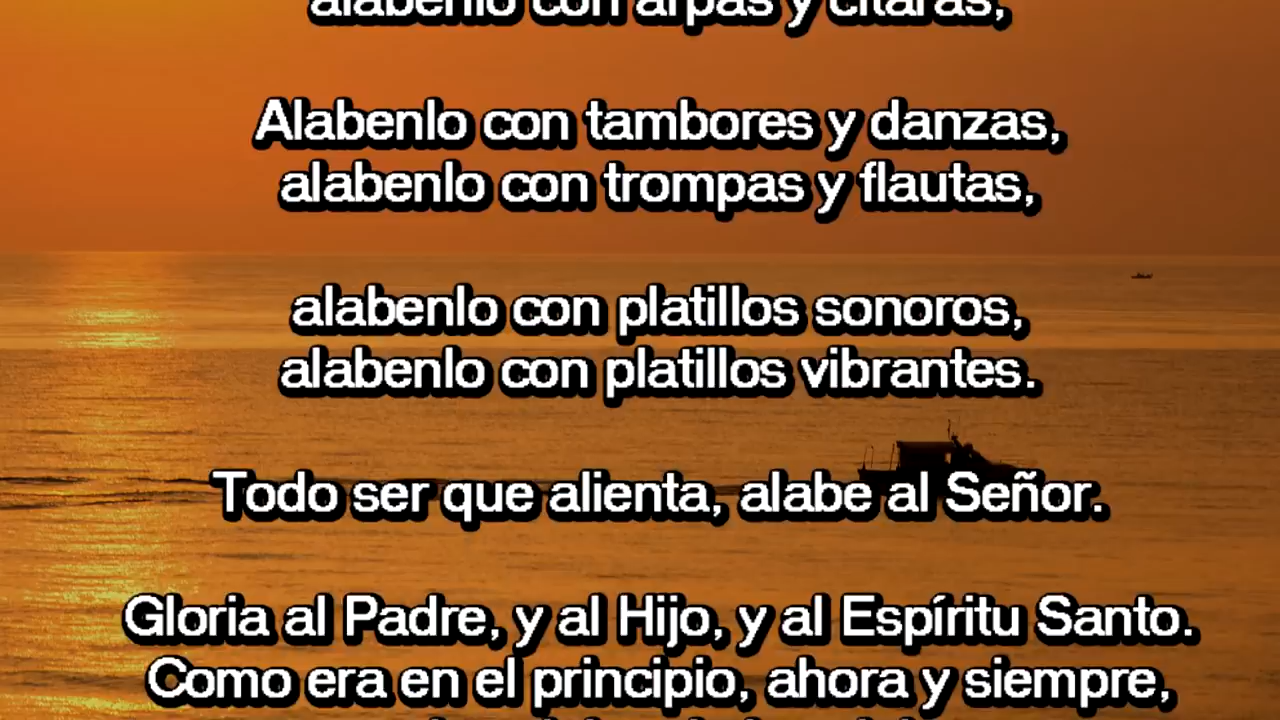 alabenlo con arpas y cítaras,
Alabenlo con tambores y danzas,
alabenlo con trompas y flautas,
alabenlo con platillos sonoros,
alabenlo con platillos vibrantes.
Todo ser que alienta, alabe al Señor.
Gloria al Padre, y al Hijo, y al Espíritu Santo.
Como era en el principio, ahora y siempre,